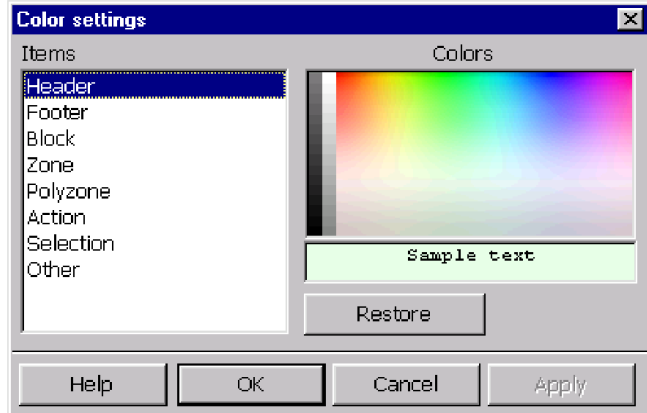 Color settings
Items
Colors
Header
Footer
Block
Zone
Polyzone
Action
Selection
Other
Sample text
Restore
Help
OK
Cancel
Apply